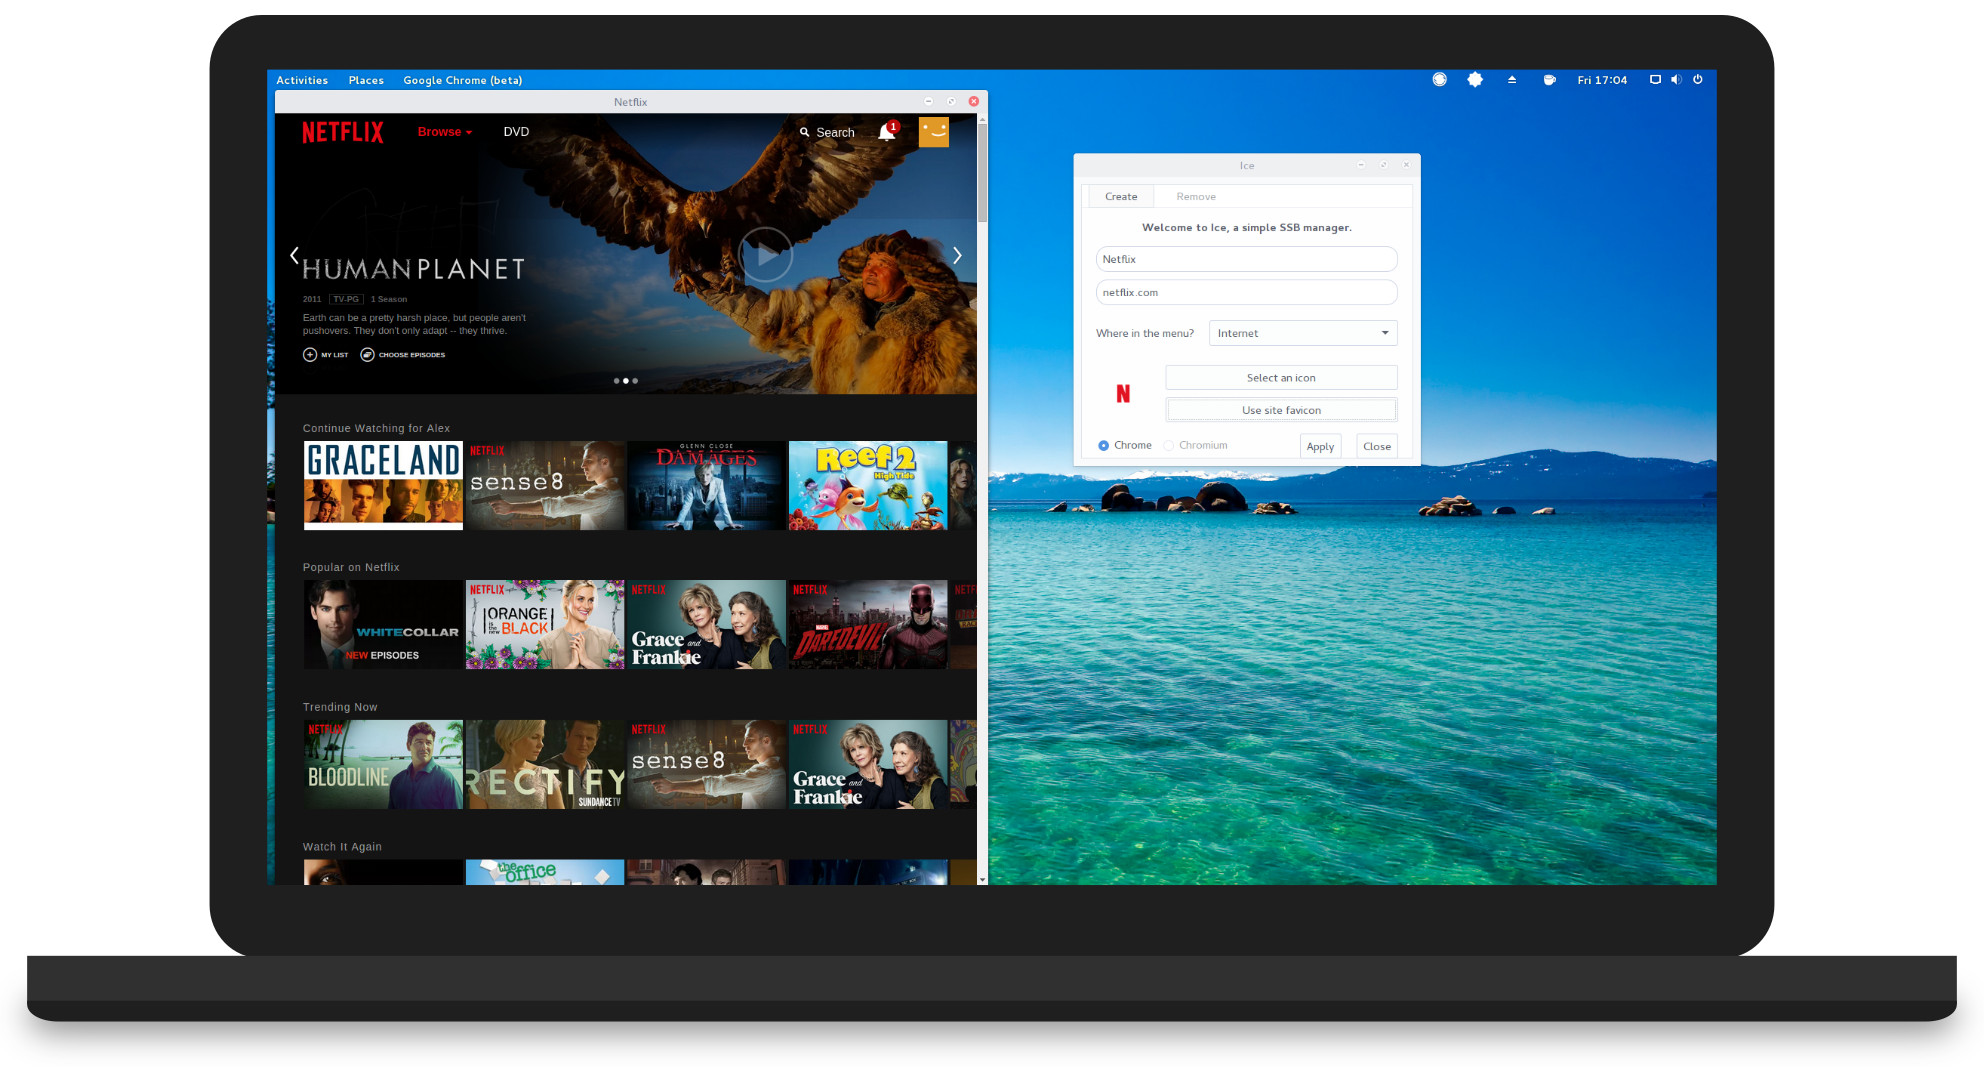 Activities Places Google Chrome (beta)
Fri 17:04
Netflix
NETFLIX Browse DVD Search 1
HUMAN PLANET
2011 TV-PG 1 Season
Earth can be a pretty harsh place, but people aren't
pushovers. They don't only adapt -- they thrive.
MY LIST CHOOSE EPISODES
Continue Watching for Alex
GRACELAND
NETFLIX
sense8
GLENN CLOSE
DAMAGES
Reef 2
High Tide
Popular on Netflix
WHITECOLLAR
NEW EPISODES
NETFLIX
ORANGE
is the new BLACK
NETFLIX
Grace and
Frankie
NETFLIX
MARVEL
DAREDEVIL
Trending Now
NETFLIX
BLOODLINE
RECTIFY
SUNDANCETV
NETFLIX
sense8
NETFLIX
Grace and
Frankie
Watch It Again
the office
Ice
Create Remove
Welcome to Ice, a simple SSB manager.
Netflix
netflix.com
Where in the menu? Internet
N
Select an icon
Use site favicon
Chrome Chromium Apply Close